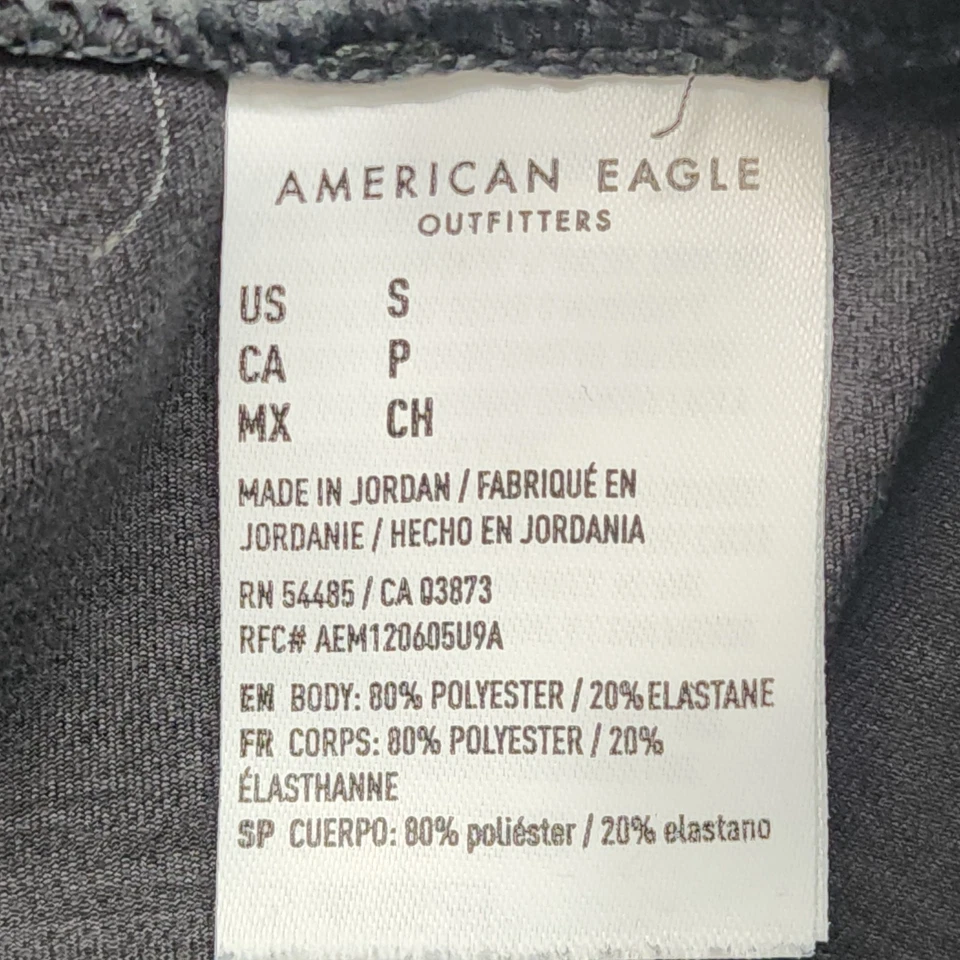 AMERICAN EAGLE
OUTFITTERS
US S
CA P
MX CH
MADE IN JORDAN / FABRIQUÉ EN
JORDANIE / HECHO EN JORDANIA
RN 54485 / CA 03873
RFC# AEM120605U9A
EN BODY: 80% POLYESTER / 20% ELASTANE
FR CORPS: 80% POLYESTER / 20%
ÉLASTHANNE
SP CUERPO: 80% poliéster / 20% elastano